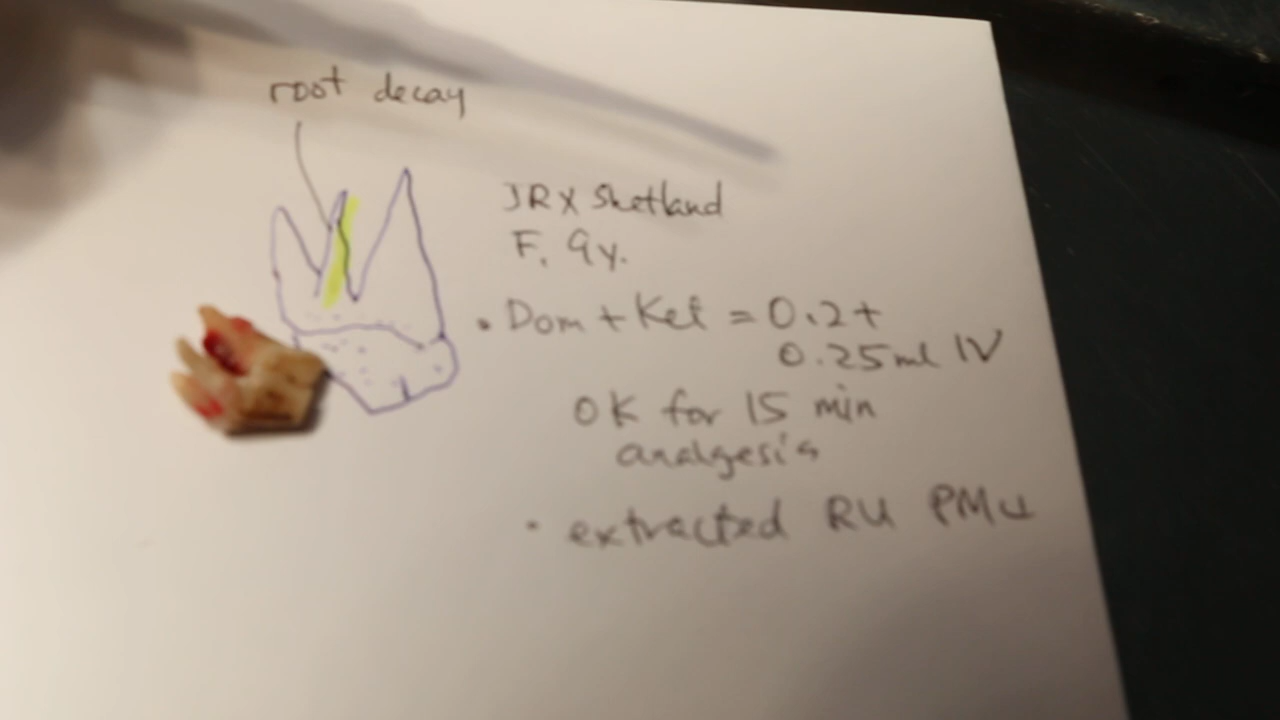 root decay
JRX Shetland
F. 9y.
• Dom + Ket = 0.2 +
0.25ml IV
OK for 15 min
analgesia
• extracted RU PM4